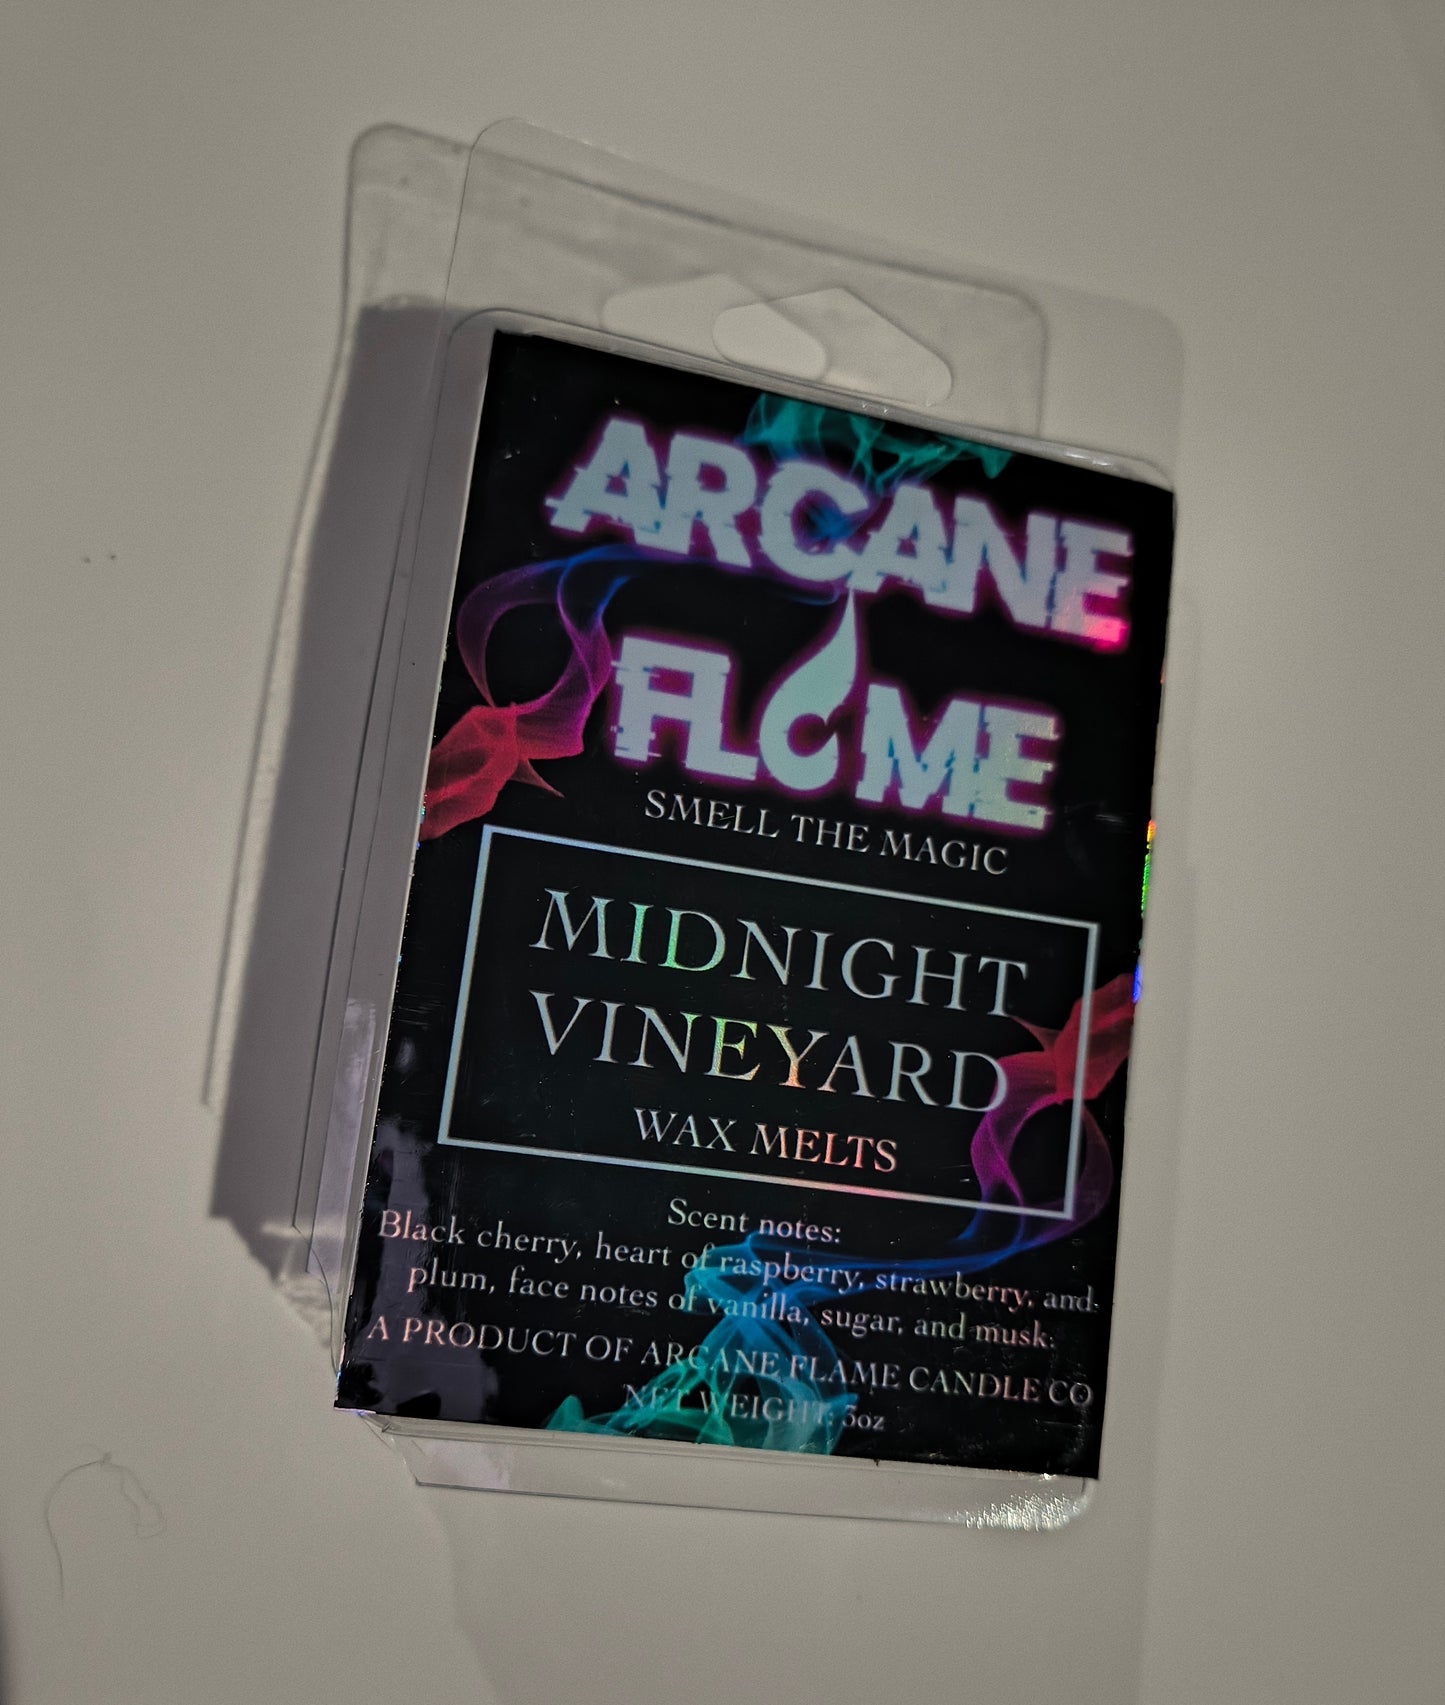 ARCANE
FLAME
SMELL THE MAGIC
MIDNIGHT
VINEYARD
WAX MELTS
Scent notes:
Black cherry, heart of raspberry, strawberry, and
plum, face notes of vanilla, sugar, and musk.
A PRODUCT OF ARCANE FLAME CANDLE CO
NET WEIGHT: 3oz